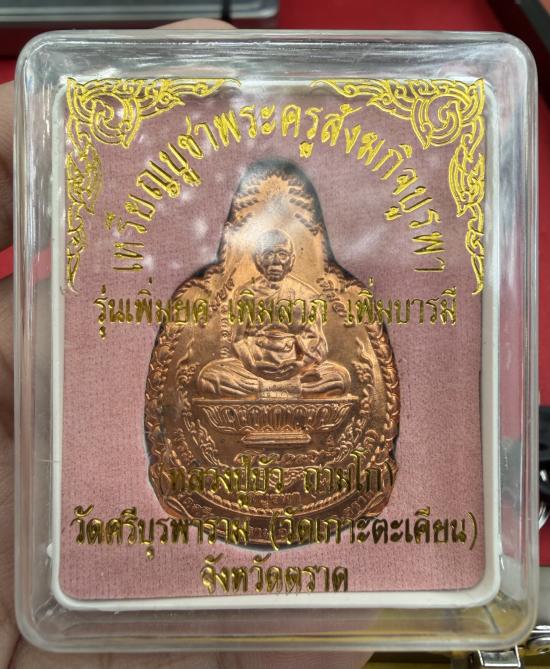 เหรียญบูชาพระครูสังฆกิจบูรพา
รุ่นเพิ่มยศ เพิ่มลาภ เพิ่มบารมี
(หลวงปู่บัว ถามโก)
วัดศรีบุรพาราม (วัดเกาะตะเคียน)
จังหวัดตราด